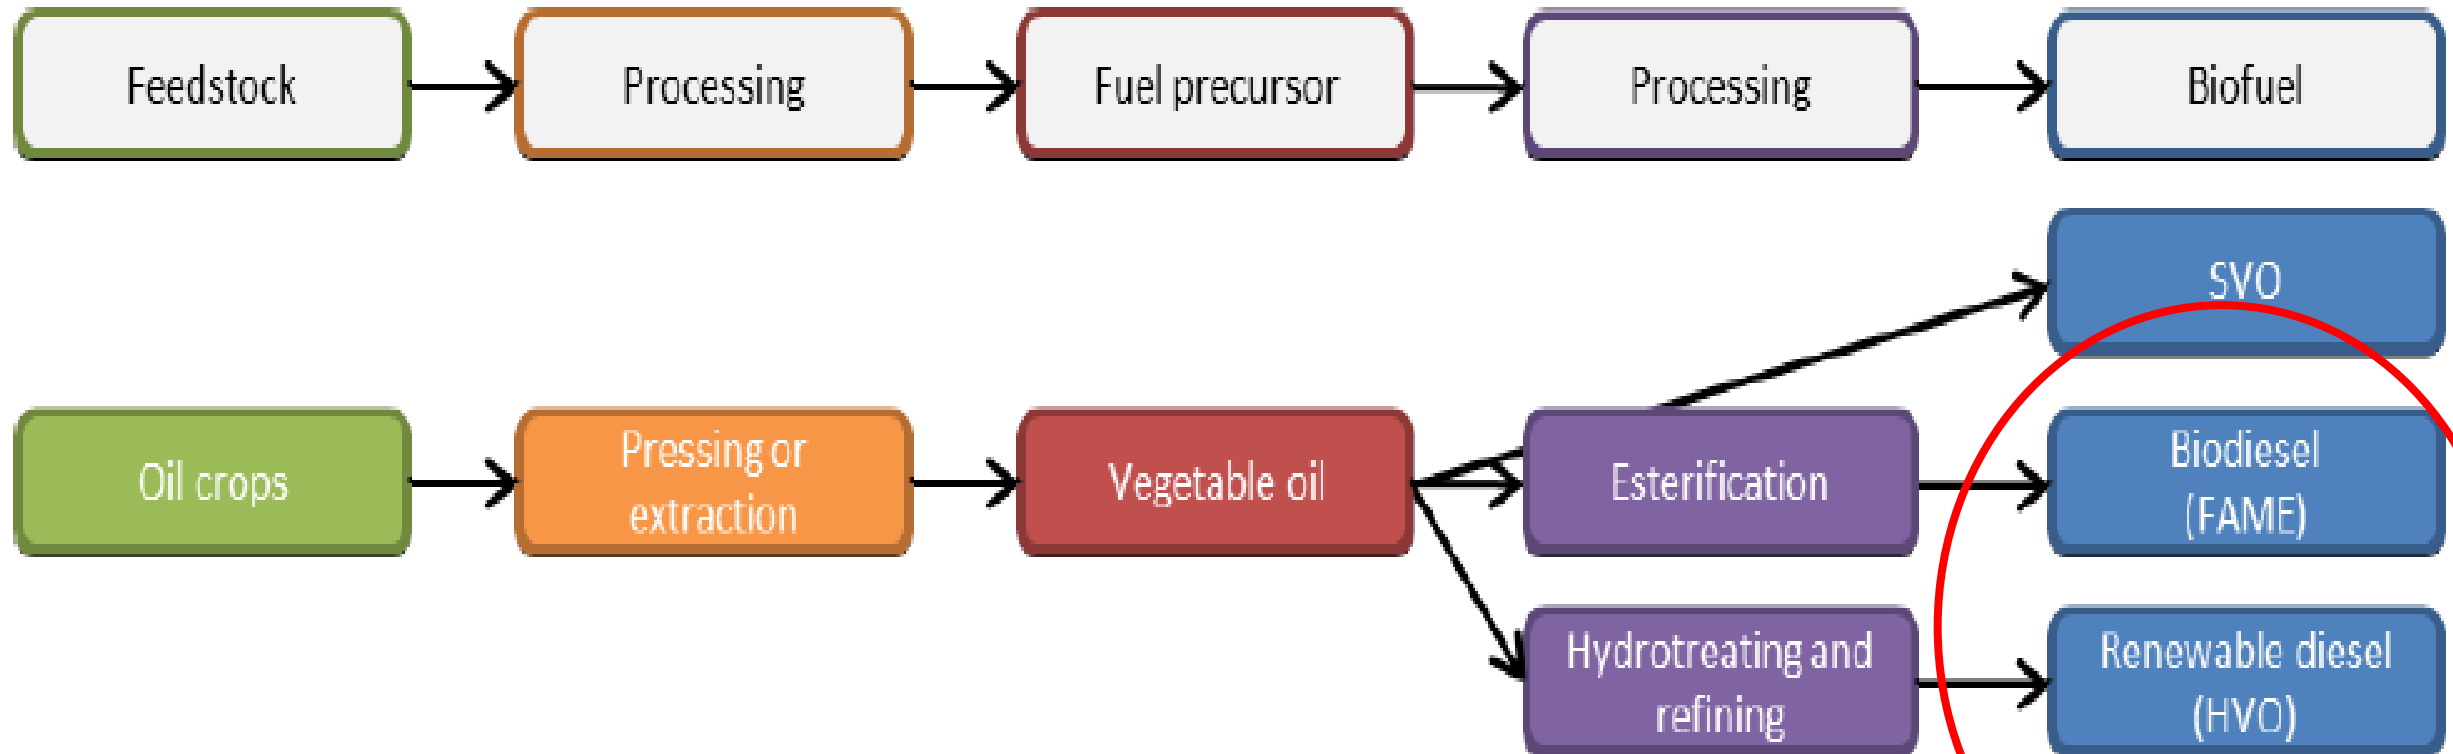 Feedstock
Processing
Fuel precursor
Processing
Biofuel
SVO
Oil crops
Pressing or
extraction
Vegetable oil
Esterification
Biodiesel
(FAME)
Hydrotreating and
refining
Renewable diesel
(HVO)